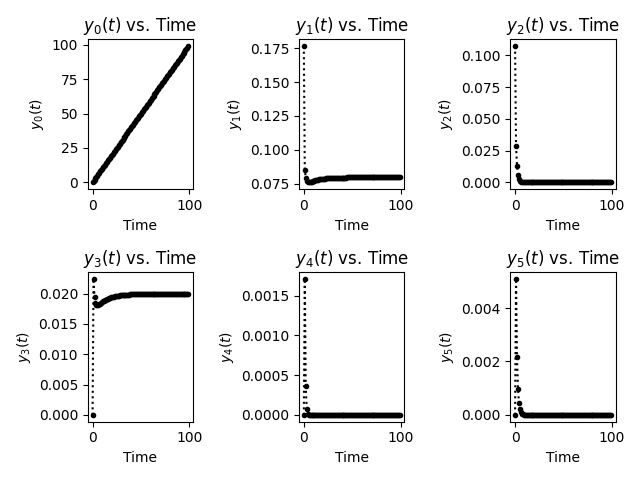 y₀(t) vs. Time
y₁(t) vs. Time
y₂(t) vs. Time
100
75
50
25
0
y₀(t)
0 100
Time
0.175
0.150
0.125
0.100
0.075
y₁(t)
0 100
Time
0.100
0.075
0.050
0.025
0.000
y₂(t)
0 100
Time
y₃(t) vs. Time
y₄(t) vs. Time
y₅(t) vs. Time
0.020
0.015
0.010
0.005
0.000
y₃(t)
0 100
Time
0.0015
0.0010
0.0005
0.0000
y₄(t)
0 100
Time
0.004
0.002
0.000
y₅(t)
0 100
Time